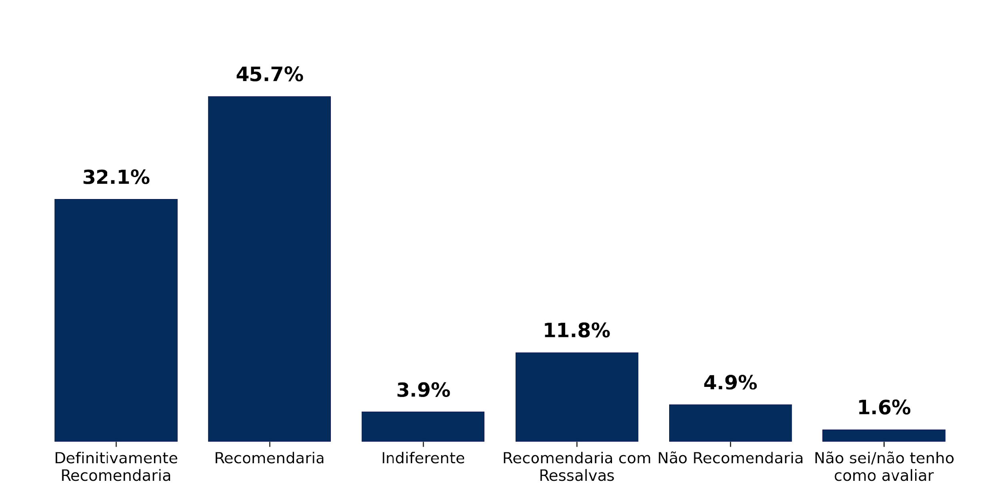 45.7%
32.1%
11.8%
3.9%
4.9%
1.6%
Definitivamente
Recomendaria
Recomendaria
Indiferente
Recomendaria com
Ressalvas
Não Recomendaria
Não sei/não tenho
como avaliar